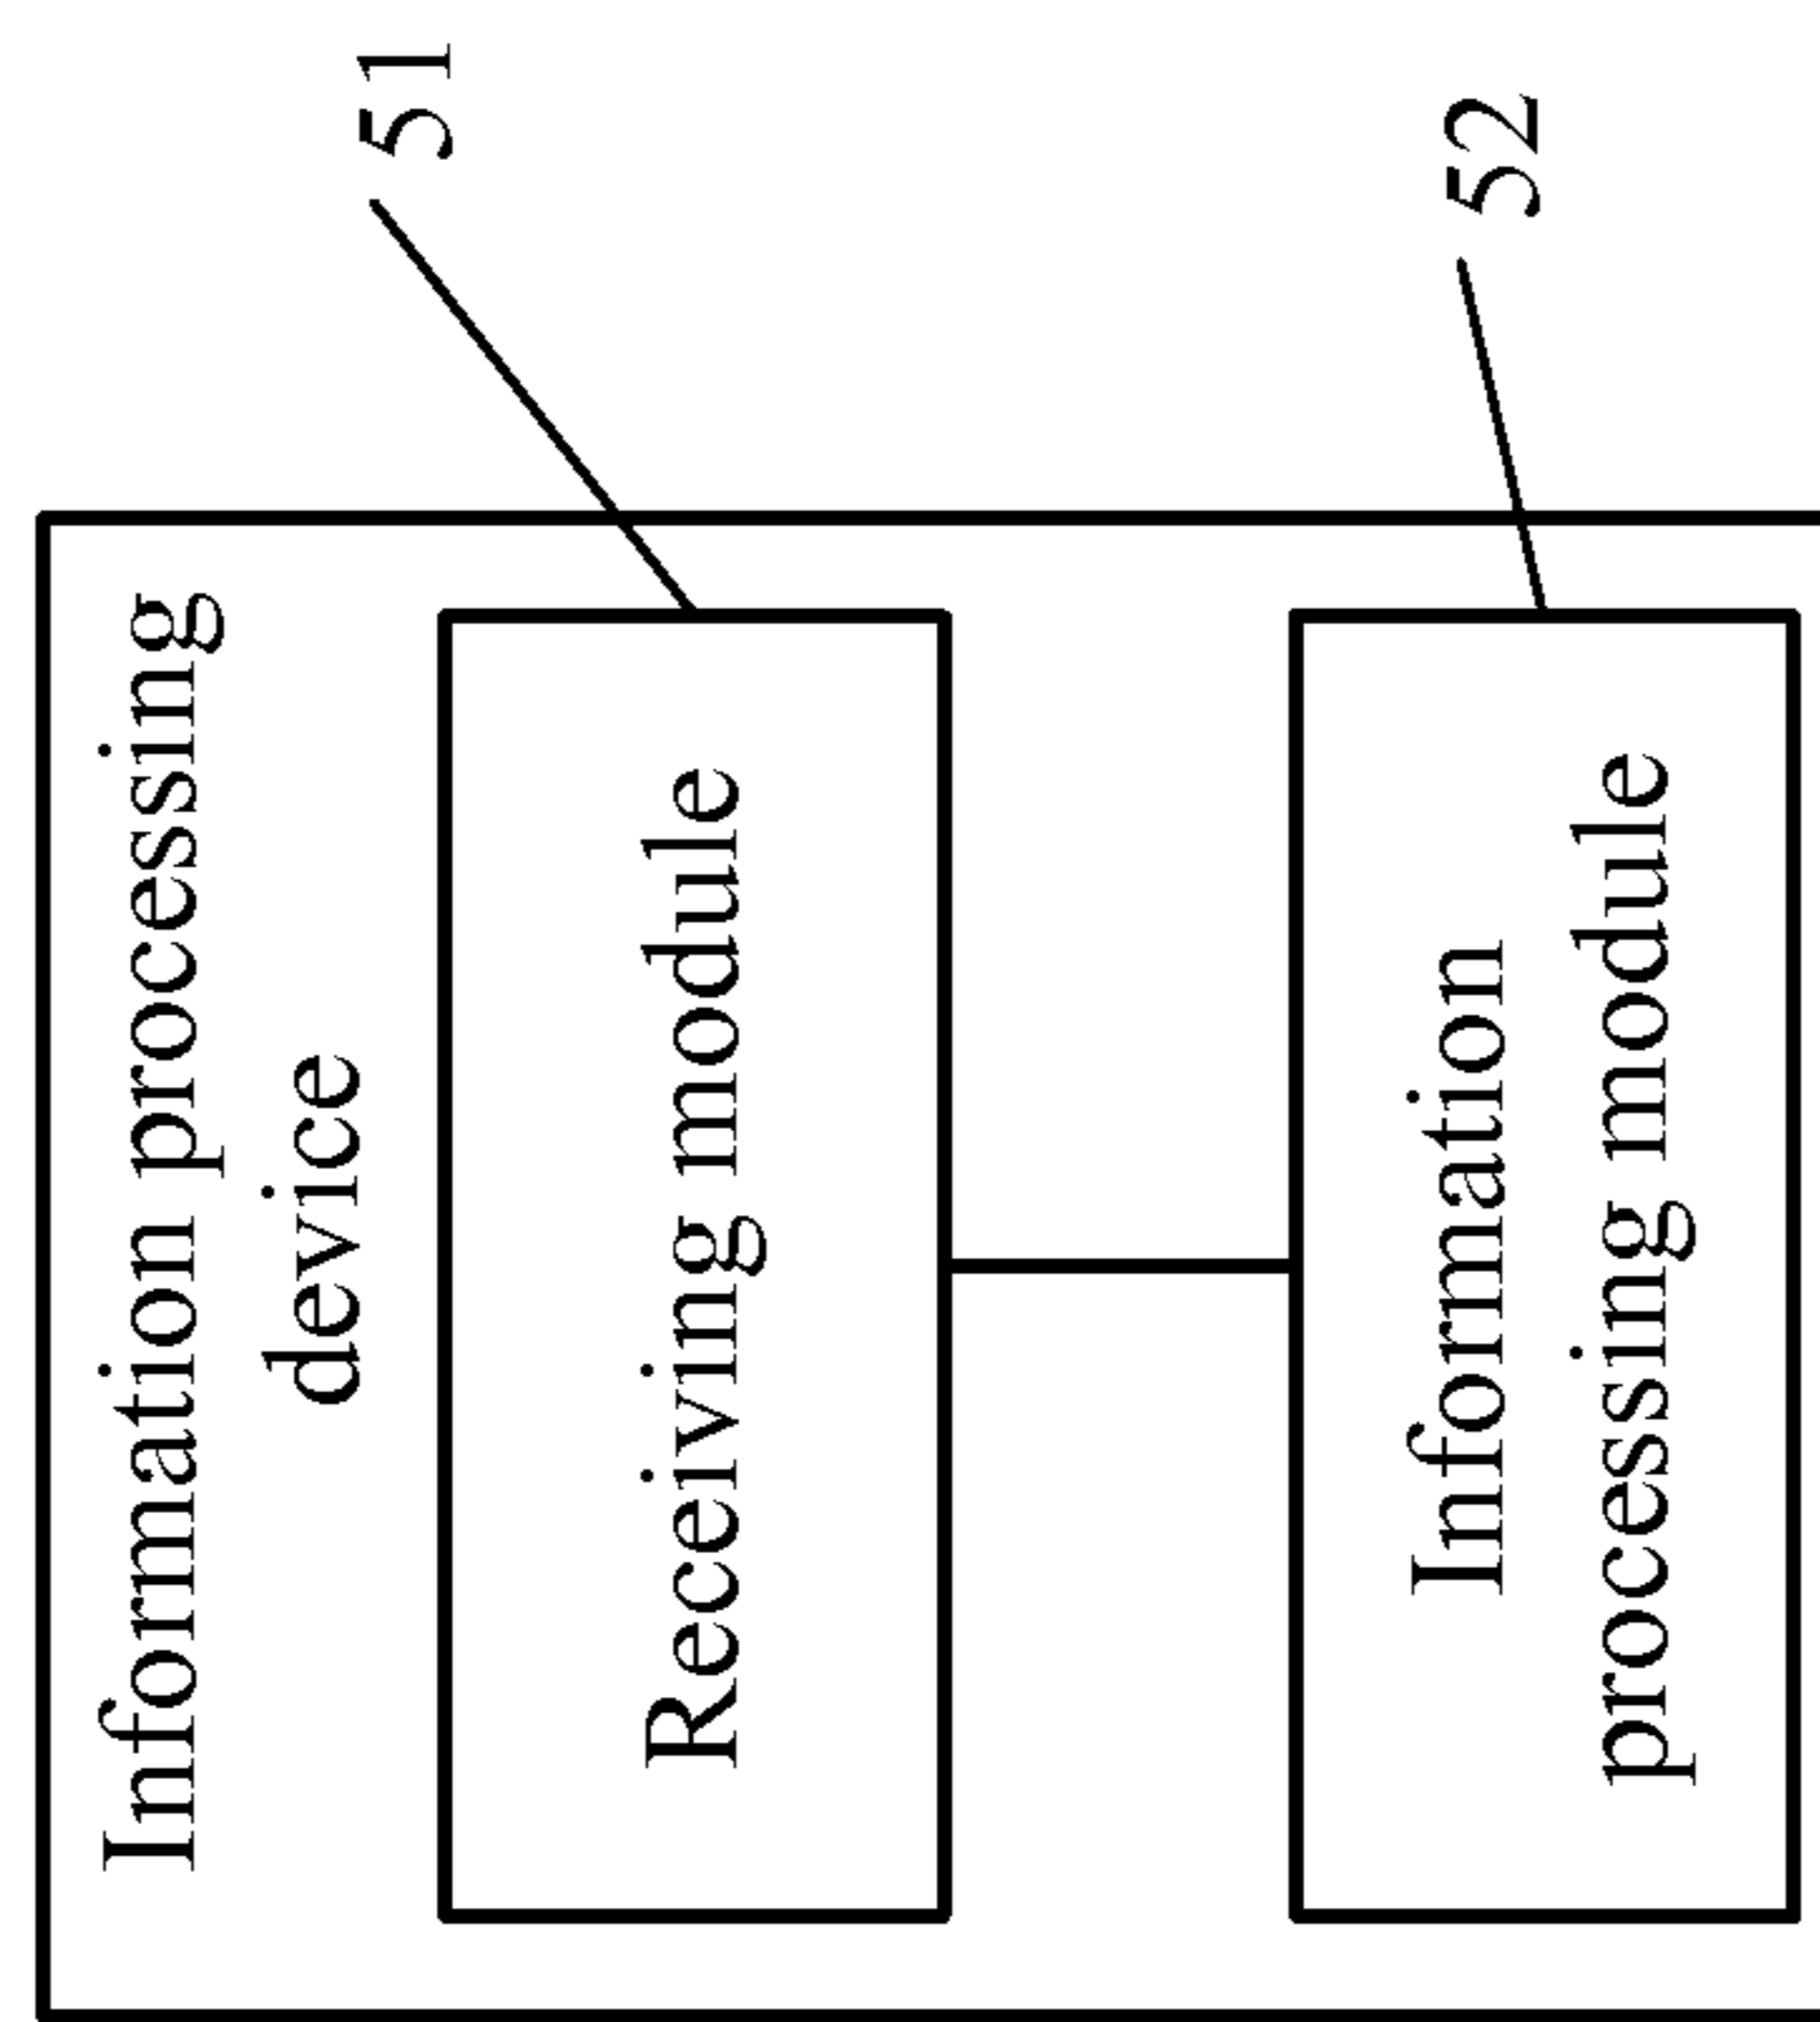 Information processing
device
Receiving module
51
Information
processing module
52